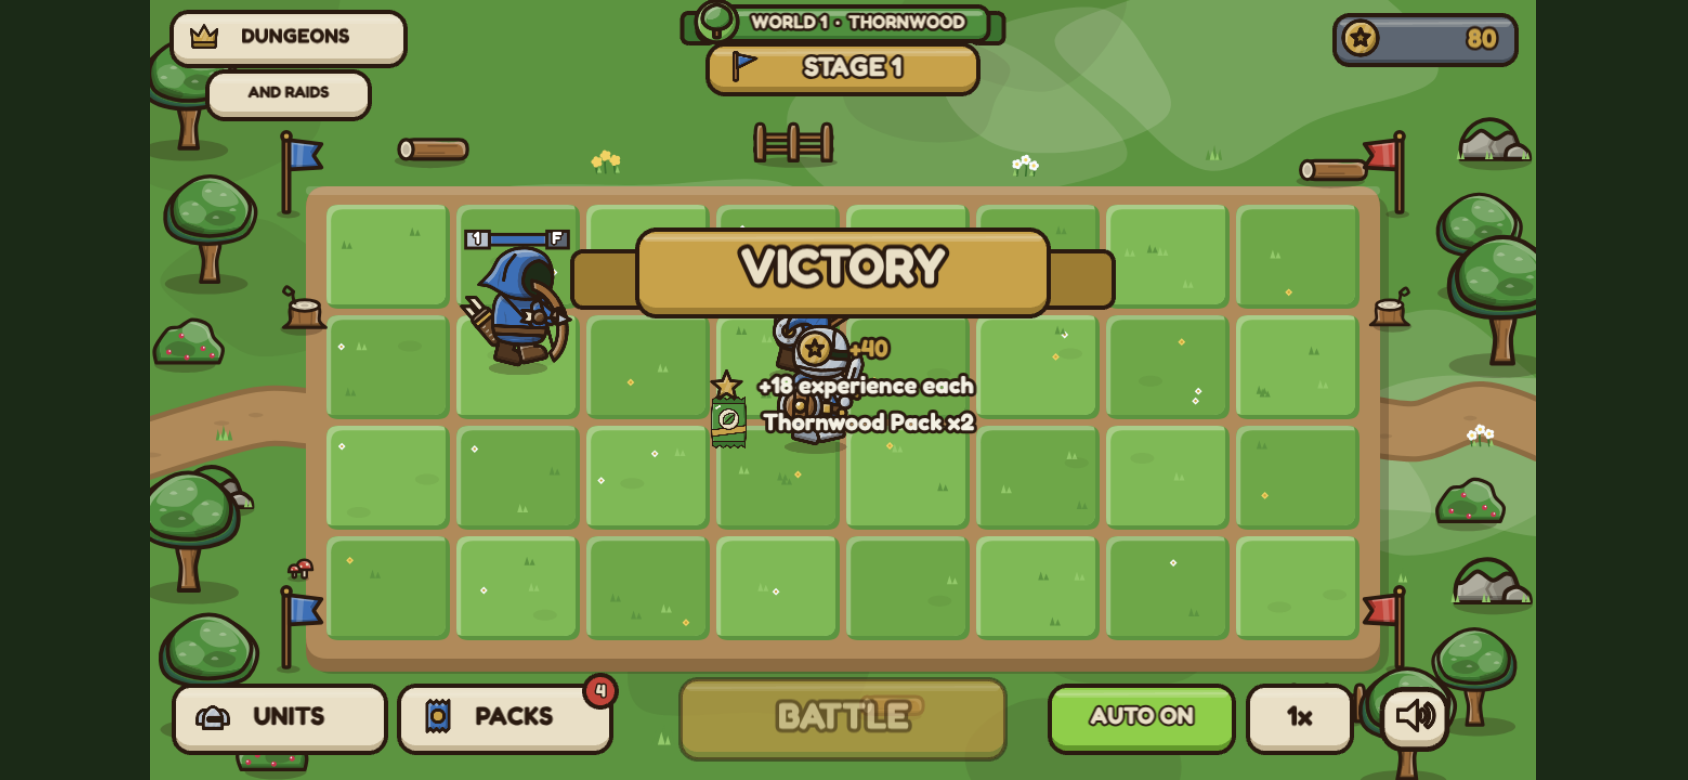 DUNGEONS
AND RAIDS
WORLD 1 · THORNWOOD
STAGE 1
80
1 F
VICTORY
+40
+18 experience each
Thornwood Pack x2
UNITS
PACKS
4
BATTLE
AUTO ON
1x